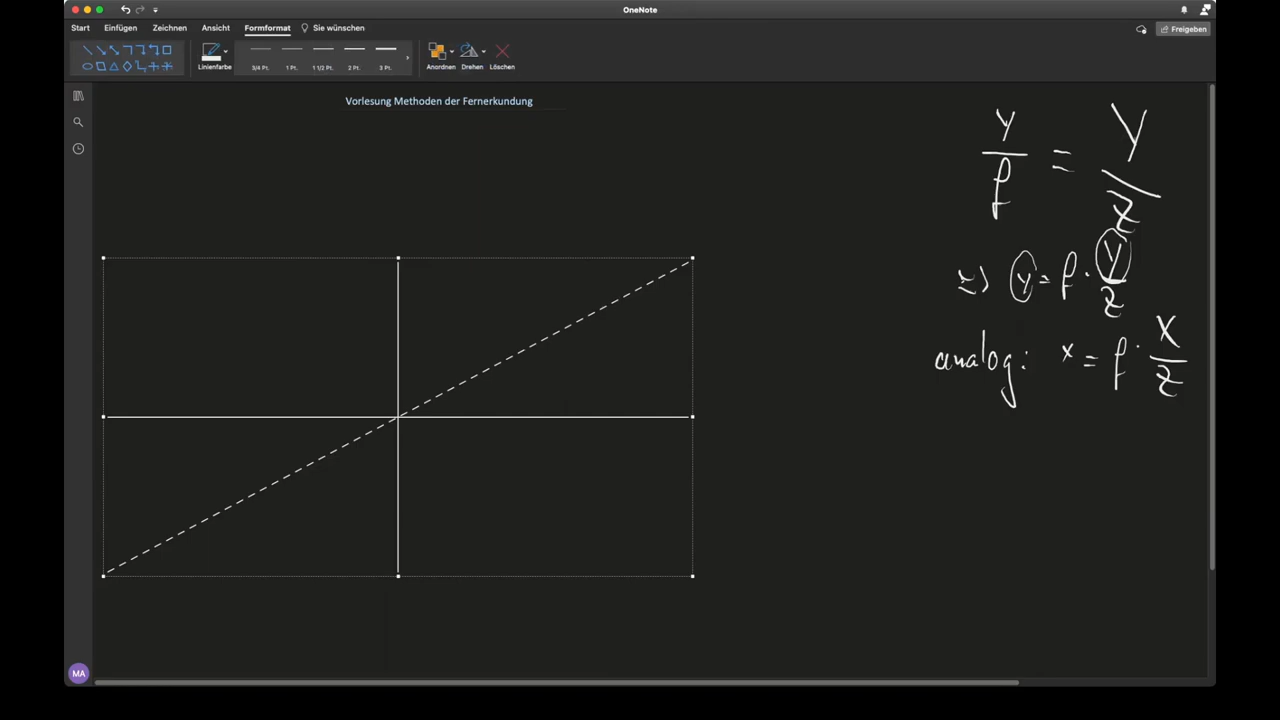 OneNote
Start Einfügen Zeichnen Ansicht Formformat Sie wünschen
Freigeben
Linienfarbe
3/4 Pt. 1 Pt. 1 1/2 Pt. 2 Pt. 3 Pt.
Anordnen Drehen Löschen
Vorlesung Methoden der Fernerkundung
y/f = Y/Z
=> y = f · Y/Z
analog: x = f · X/Z
MA